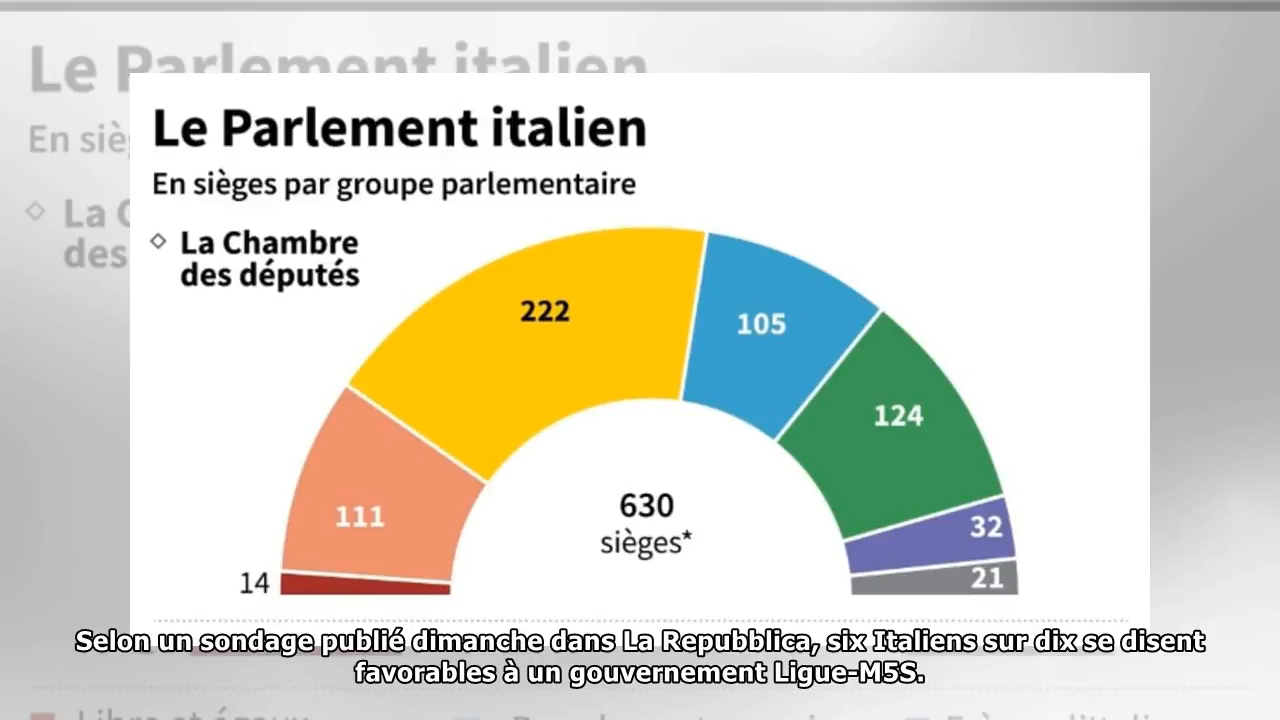 Le Parlement italien
En sièges par groupe parlementaire
La Chambre
des députés
222
105
124
111
630
sièges*
32
21
14
Selon un sondage publié dimanche dans La Repubblica, six Italiens sur dix se disent
favorables à un gouvernement Ligue-M5S.